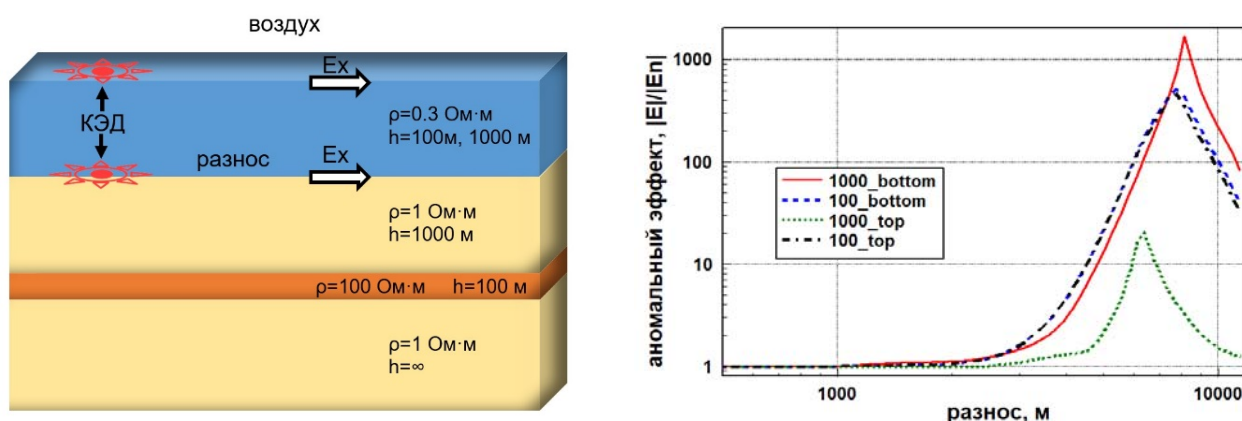 воздух
Ex
КЭД
ρ=0.3 Ом·м
h=100м, 1000 м
разнос
Ex
ρ=1 Ом·м
h=1000 м
ρ=100 Ом·м h=100 м
ρ=1 Ом·м
h=∞
аномальный эффект, |E|/|En|
1000
100
10
1
1000_bottom
100_bottom
1000_top
100_top
1000
10000
разнос, м